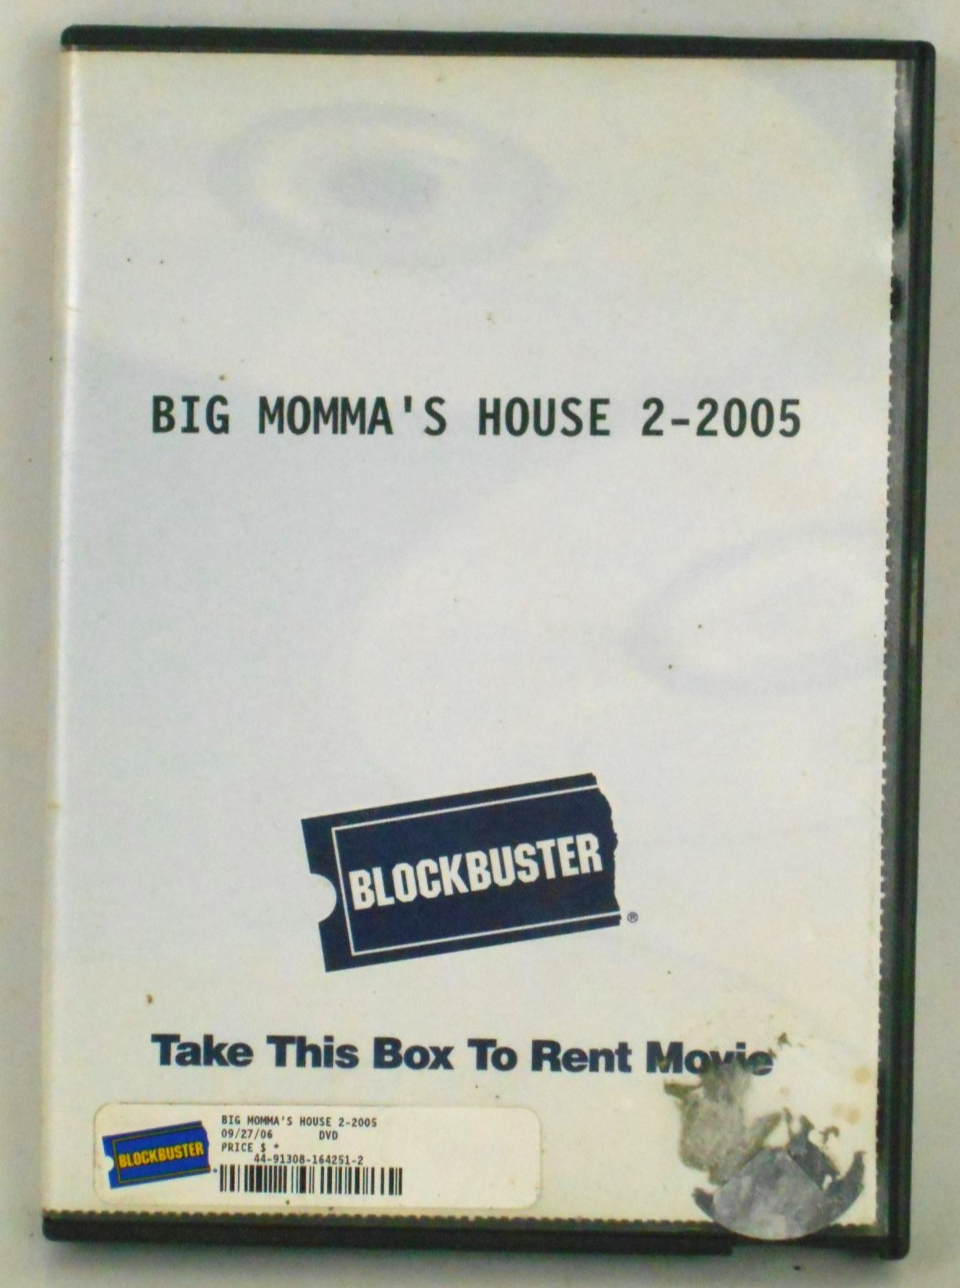 BIG MOMMA'S HOUSE 2-2005
BLOCKBUSTER
®
Take This Box To Rent Movie
BLOCKBUSTER
BIG MOMMA'S HOUSE 2-2005
09/27/06 DVD
PRICE $ *
44-91308-164251-2